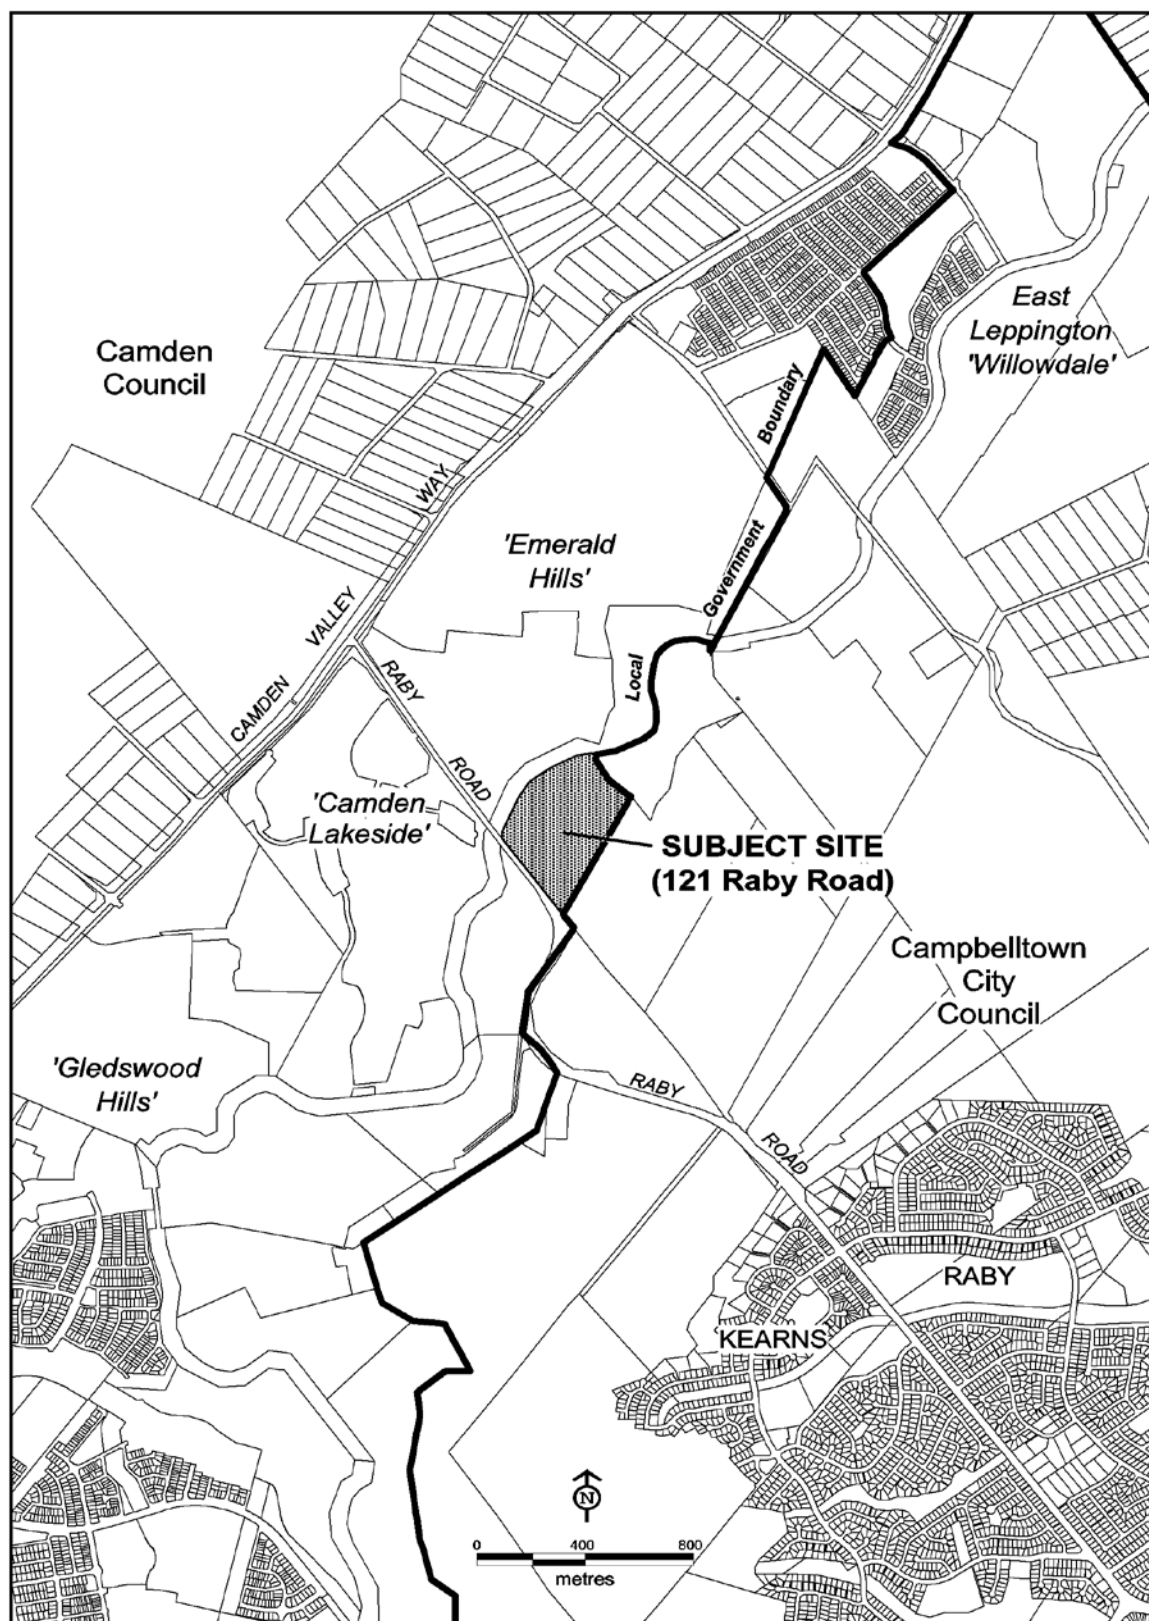 East
Leppington
'Willowdale'
Camden
Council
Boundary
WAY
'Emerald
Hills'
Government
VALLEY
Local
RABY
CAMDEN
ROAD
'Camden
Lakeside'
SUBJECT SITE
(121 Raby Road)
Campbelltown
City
Council
'Gledswood
Hills'
RABY
ROAD
RABY
KEARNS
N
0 400 800
metres